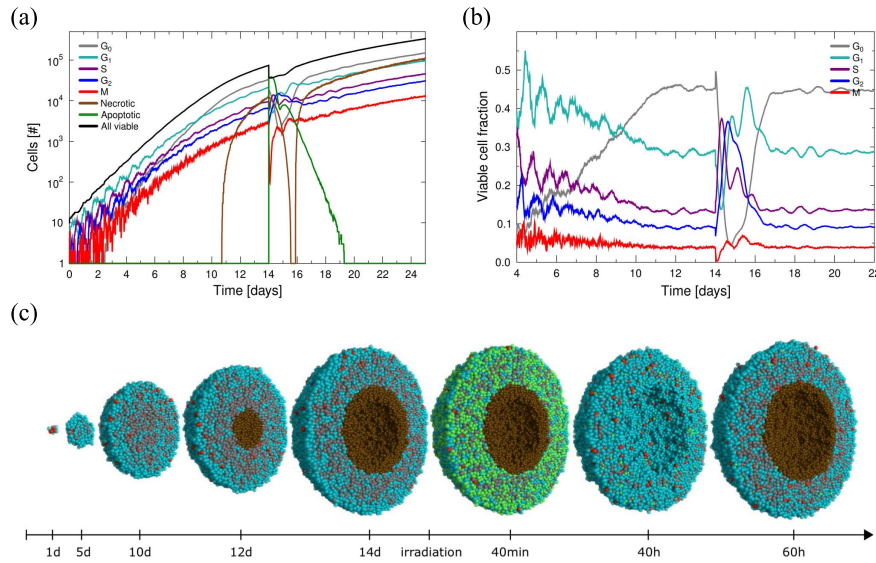 (a)
(b)
G0
G1
S
G2
M
Necrotic
Apoptotic
All viable
Cells [#]
10^5
10^4
10^3
10^2
10
1
0 2 4 6 8 10 12 14 16 18 20 22 24
Time [days]
G0
G1
S
G2
M
Viable cell fraction
0.5
0.4
0.3
0.2
0.1
0.0
4 6 8 10 12 14 16 18 20 22
Time [days]
(c)
1d 5d 10d 12d 14d irradiation 40min 40h 60h